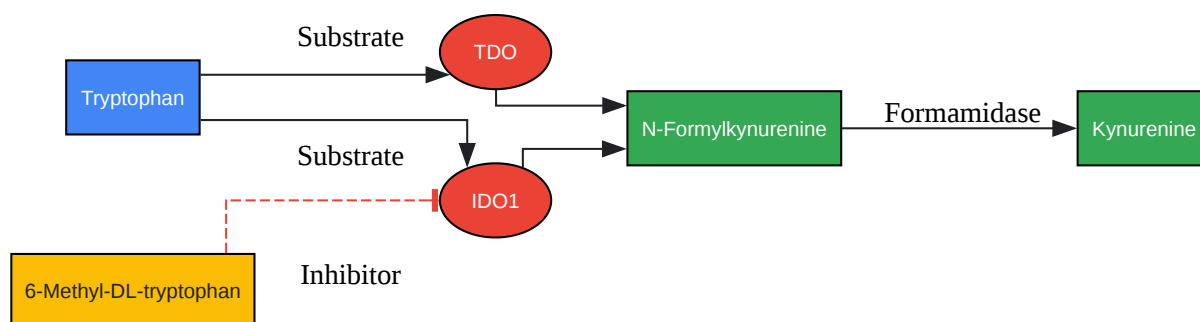 Substrate
TDO
Tryptophan
N-Formylkynurenine
Formamidase
Kynurenine
Substrate
IDO1
Inhibitor
6-Methyl-DL-tryptophan